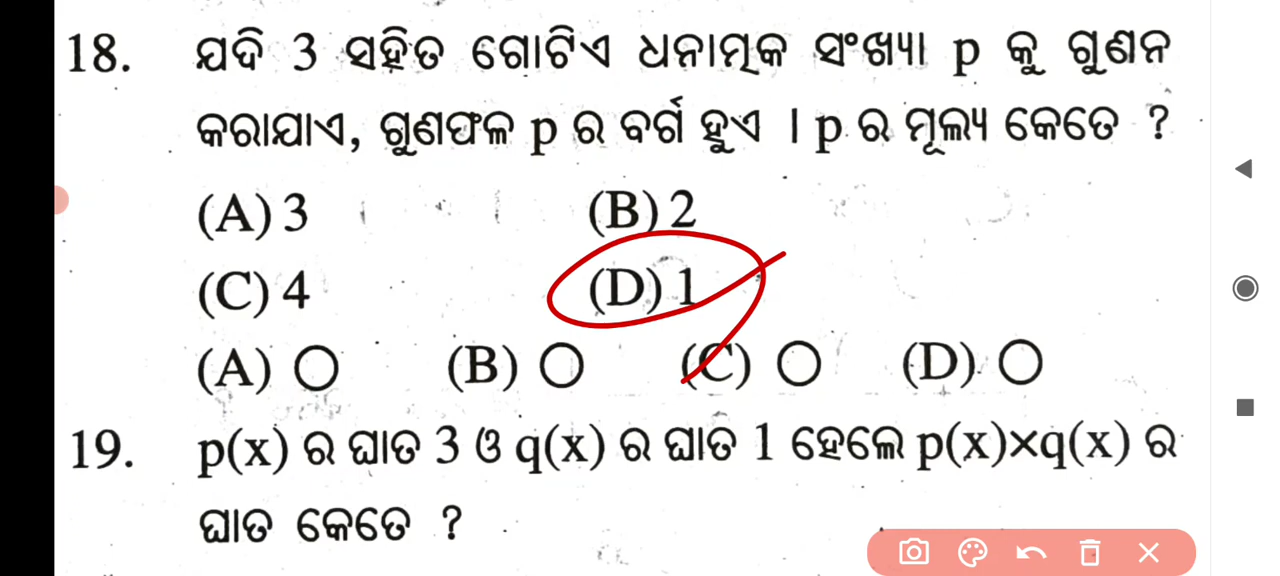 18. ଯଦି 3 ସହିତ ଗୋଟିଏ ଧନାତ୍ମକ ସଂଖ୍ୟା p କୁ ଗୁଣନ
କରାଯାଏ, ଗୁଣଫଳ p ର ବର୍ଗ ହୁଏ । p ର ମୂଲ୍ୟ କେତେ ?
(A) 3 (B) 2
(C) 4 (D) 1
(A) ○ (B) ○ (C) ○ (D) ○
19. p(x) ର ଘାତ 3 ଓ q(x) ର ଘାତ 1 ହେଲେ p(x)×q(x) ର
ଘାତ କେତେ ?